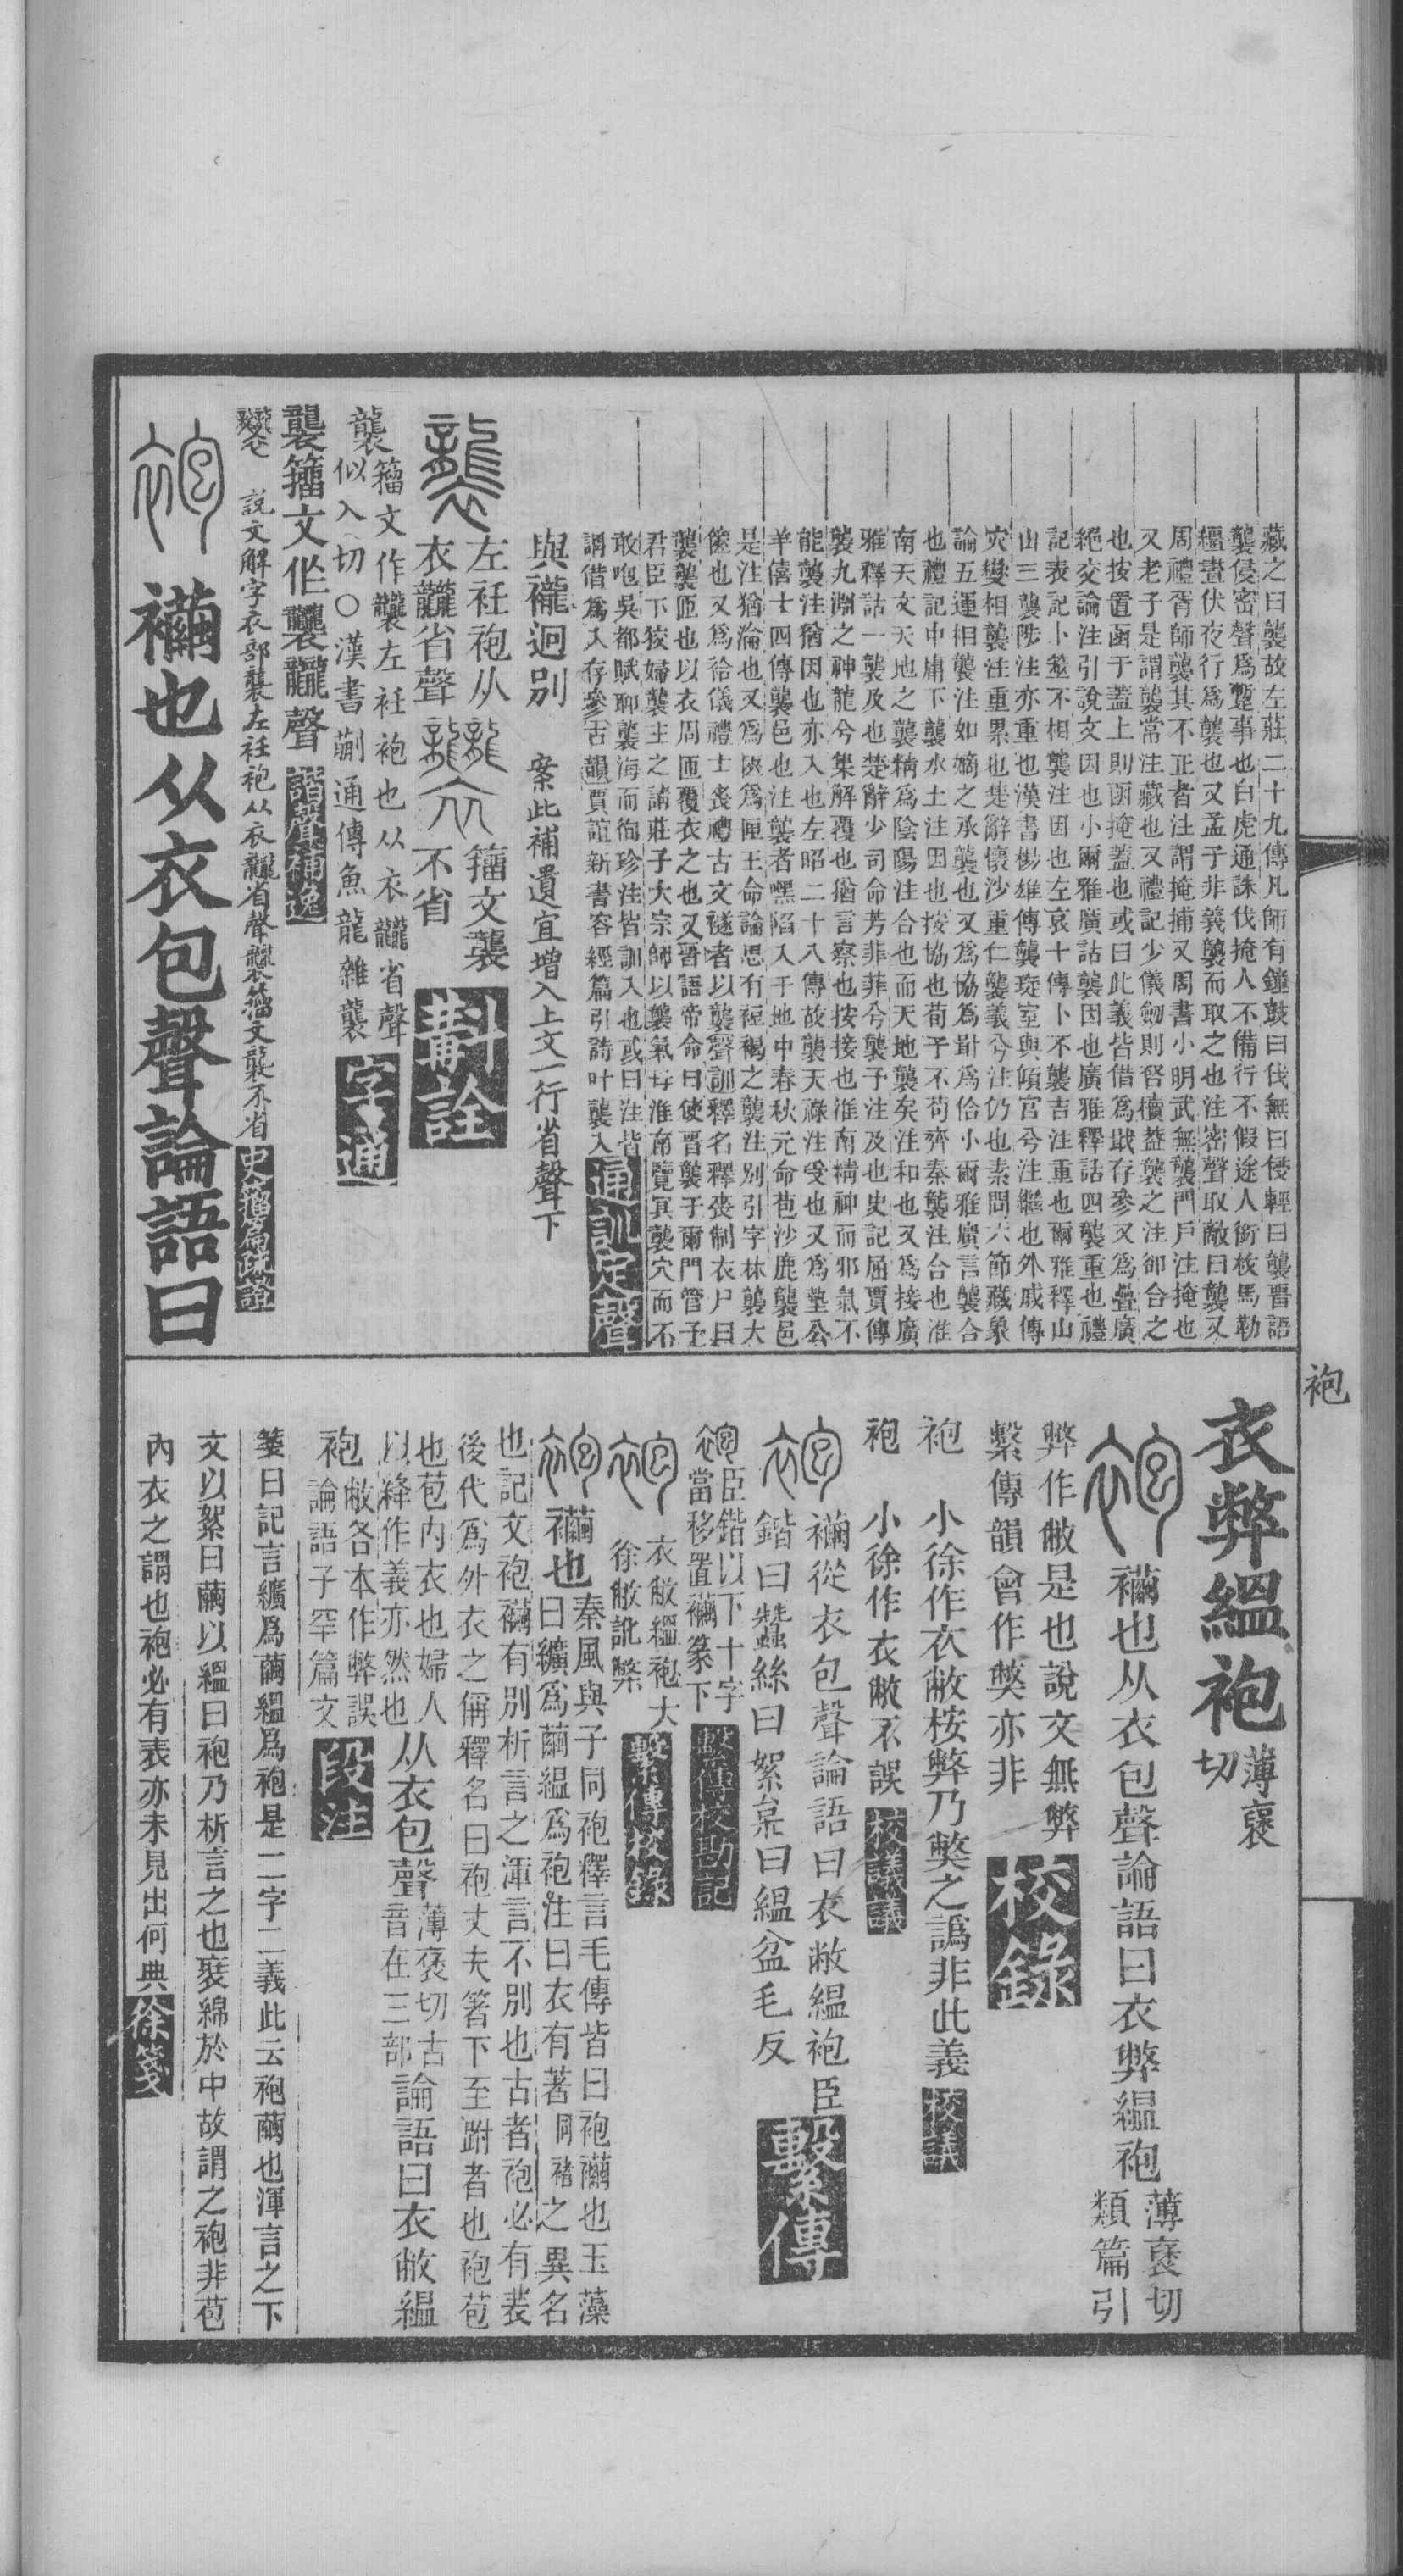 藏之曰襲故左莊二十九傳凡師有鐘鼓曰伐無曰侵輕曰襲晋語
襲侵密聲爲蹔事也白虎通誅伐掩人不備行不假途人銜枚馬勒
繮晝伏夜行爲襲也又孟子非義襲而取之也注密聲取敵曰襲又
周禮胥師襲其不正者注謂掩捕又周書小明武無襲門戶注掩也
又老子是謂襲常注藏也又禮記少儀劒則啓櫝葢襲之注卻合之
也按置函于蓋上則函掩蓋也或曰此義皆借爲戢存參又爲疊廣
絕交論注引說文因也小爾雅廣詁襲因也廣雅釋詁四襲重也禮
記表記卜筮不相襲注因也左哀十傳卜不襲吉注重也爾雅釋山
山三襲陟注亦重也漢書楊雄傳襲琁室與傾宮兮注繼也外戚傳
灾變相襲注重累也楚辭懷沙重仁襲義兮注仍也素問六節藏象
論五運相襲注如嫡之承襲也又爲協爲對爲佮小爾雅廣言襲合
也禮記中庸下襲水土注因也按協也荀子不苟齊秦襲注合也淮
南天文天地之襲精爲陰陽注合也而天地襲矣注和也又爲接廣
雅釋詁一襲及也楚辭少司命芳菲菲兮襲予注及也史記屈賈傳
襲九淵之神龍兮集解覆也猶言察也按接也淮南精神而邪氣不
能襲注猶因也亦入也左昭二十八傳故襲天祿注受也又爲墊公
羊僖十四傳襲邑也注襲者嘿陷入于地中春秋元命苞沙鹿襲邑
是注猶淪也又爲陝爲匣王命論思有短褐之襲注別引字林襲大
篋也又爲袷儀禮士喪禮古文襚者以襲聲訓釋名釋喪制衣尸曰
襲襲匝也以衣周匝覆衣之也又晋語帝命曰使晋襲于爾門管子
君臣下狡婦襲主之請莊子大宗師以襲氣母淮南覽冥襲穴而不
敢咆吳都賦聊襲海而徇珍注皆訓入也或曰注皆
謂借爲入存參古韻賈誼新書容經篇引詩叶襲入通訓定聲
與襱迥別　案此補遺宜增入上文一行省聲下
襲左衽袍从衣龖省聲　籀文襲不省　斠詮
襲籀文作襲左衽袍也从衣龖省聲似入切○漢書蒯通傳魚龍雜襲　字通
襲籀文作襲龖聲　諧聲補逸
襲　說文解字衣部襲左衽袍从衣龖省聲籀文襲不省　史籀篇疏證
袍　襺也从衣包聲論語曰
袍
衣弊縕袍薄褒切
袍襺也从衣包聲論語曰衣弊縕袍薄褒切類篇引
弊作敝是也說文無弊繫傳韻會作獘亦非　校錄
袍　小徐作衣敝桉弊乃獘之譌非此義　校議
袍　小徐作衣敝不誤　校議議
袍襺從衣包聲論語曰衣敝縕袍臣鍇曰蠶絲曰絮枲曰縕盆毛反　繫傳
袍臣鍇以下十字當移置襺篆下　繫傳校勘記
袍衣敝縕袍大徐敝訛獘　繫傳校錄
袍襺也秦風與子同袍釋言毛傳皆曰袍襺也玉藻曰纊爲繭縕爲袍注曰衣有著同褚之異名
也記文袍襺有別析言之渾言不別也古者袍必有表
後代爲外衣之偁釋名曰袍丈夫箸下至跗者也袍苞
也苞内衣也婦人以絳作義亦然也从衣包聲薄褒切古音在三部論語曰衣敝縕
袍敝各本作弊誤論語子罕篇文　段注
箋曰記言纊爲繭縕爲袍是二字二義此云袍繭也渾言之下
文以絮曰繭以縕曰袍乃析言之也裝綿於中故謂之袍非苞
內衣之謂也袍必有表亦未見出何典　徐箋